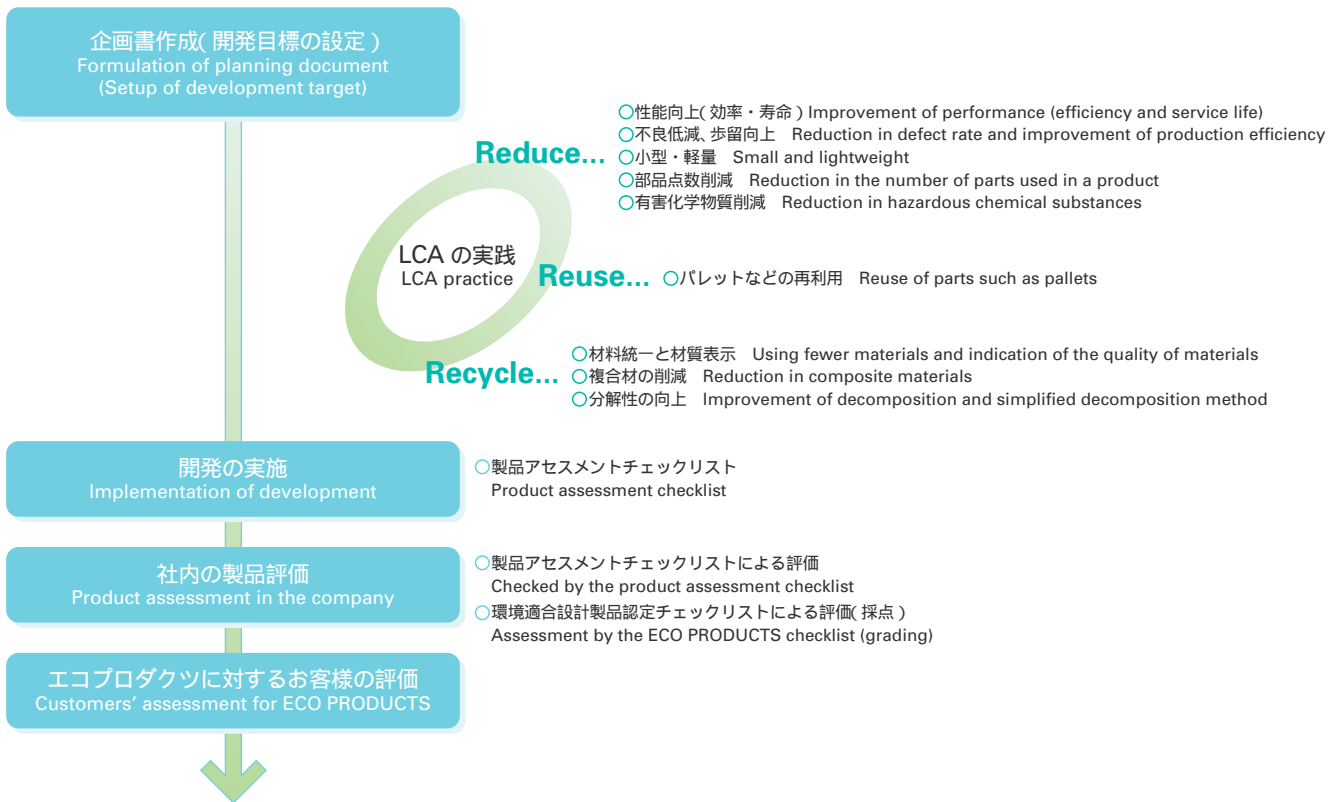 企画書作成( 開発目標の設定 )
Formulation of planning document
(Setup of development target)
Reduce...
○性能向上( 効率・寿命 ) Improvement of performance (efficiency and service life)
○不良低減、歩留向上 Reduction in defect rate and improvement of production efficiency
○小型・軽量 Small and lightweight
○部品点数削減 Reduction in the number of parts used in a product
○有害化学物質削減 Reduction in hazardous chemical substances
LCA の実践
LCA practice
Reuse... ○パレットなどの再利用 Reuse of parts such as pallets
Recycle...
○材料統一と材質表示 Using fewer materials and indication of the quality of materials
○複合材の削減 Reduction in composite materials
○分解性の向上 Improvement of decomposition and simplified decomposition method
開発の実施
Implementation of development
○製品アセスメントチェックリスト
Product assessment checklist
社内の製品評価
Product assessment in the company
○製品アセスメントチェックリストによる評価
Checked by the product assessment checklist
○環境適合設計製品認定チェックリストによる評価( 採点 )
Assessment by the ECO PRODUCTS checklist (grading)
エコプロダクツに対するお客様の評価
Customers' assessment for ECO PRODUCTS